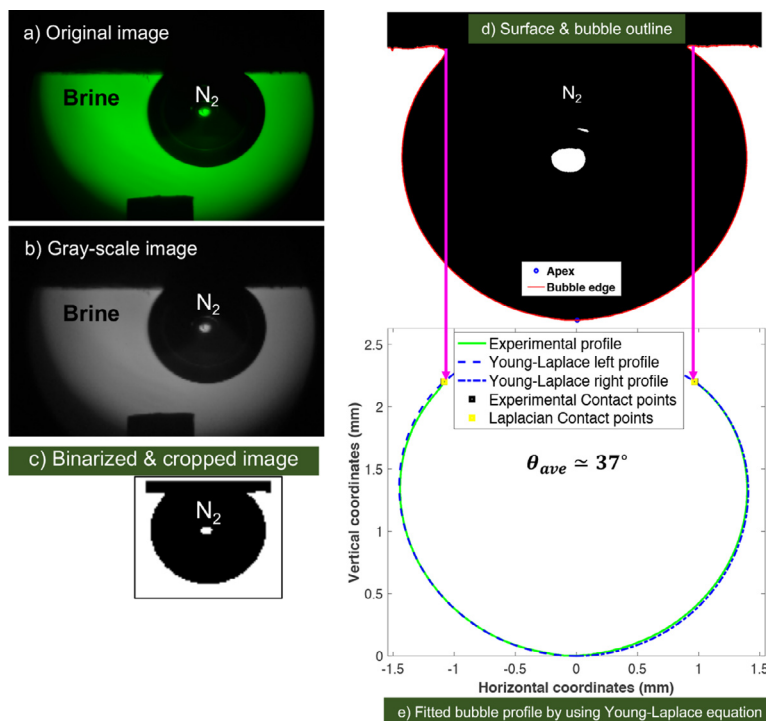 a) Original image
Brine
N2
b) Gray-scale image
Brine
N2
c) Binarized & cropped image
N2
d) Surface & bubble outline
N2
Apex
Bubble edge
Experimental profile
Young-Laplace left profile
Young-Laplace right profile
Experimental Contact points
Laplacian Contact points
θave ≃ 37°
Vertical coordinates (mm)
2.5
2
1.5
1
0.5
0
-1.5 -1 -0.5 0 0.5 1 1.5
Horizontal coordinates (mm)
e) Fitted bubble profile by using Young-Laplace equation